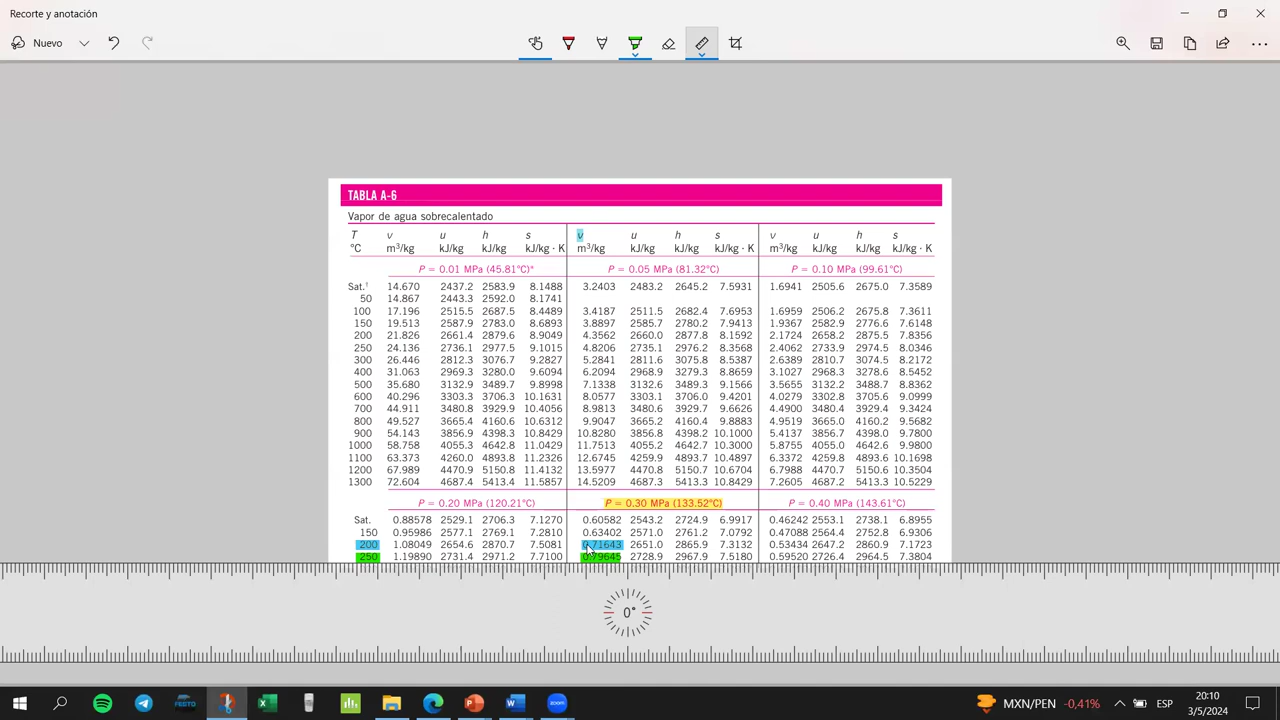 Recorte y anotación
Nuevo
TABLA A-6
Vapor de agua sobrecalentado
T v u h s v u h s v u h s
°C m³/kg kJ/kg kJ/kg kJ/kg · K m³/kg kJ/kg kJ/kg kJ/kg · K m³/kg kJ/kg kJ/kg kJ/kg · K
P = 0.01 MPa (45.81°C)* P = 0.05 MPa (81.32°C) P = 0.10 MPa (99.61°C)
Sat.† 14.670 2437.2 2583.9 8.1488 3.2403 2483.2 2645.2 7.5931 1.6941 2505.6 2675.0 7.3589
50 14.867 2443.3 2592.0 8.1741
100 17.196 2515.5 2687.5 8.4489 3.4187 2511.5 2682.4 7.6953 1.6959 2506.2 2675.8 7.3611
150 19.513 2587.9 2783.0 8.6893 3.8897 2585.7 2780.2 7.9413 1.9367 2582.9 2776.6 7.6148
200 21.826 2661.4 2879.6 8.9049 4.3562 2660.0 2877.8 8.1592 2.1724 2658.2 2875.5 7.8356
250 24.136 2736.1 2977.5 9.1015 4.8206 2735.1 2976.2 8.3568 2.4062 2733.9 2974.5 8.0346
300 26.446 2812.3 3076.7 9.2827 5.2841 2811.6 3075.8 8.5387 2.6389 2810.7 3074.5 8.2172
400 31.063 2969.3 3280.0 9.6094 6.2094 2968.9 3279.3 8.8659 3.1027 2968.3 3278.6 8.5452
500 35.680 3132.9 3489.7 9.8998 7.1338 3132.6 3489.3 9.1566 3.5655 3132.2 3488.7 8.8362
600 40.296 3303.3 3706.3 10.1631 8.0577 3303.1 3706.0 9.4201 4.0279 3302.8 3705.6 9.0999
700 44.911 3480.8 3929.9 10.4056 8.9813 3480.6 3929.7 9.6626 4.4900 3480.4 3929.4 9.3424
800 49.527 3665.4 4160.6 10.6312 9.9047 3665.2 4160.4 9.8883 4.9519 3665.0 4160.2 9.5682
900 54.143 3856.9 4398.3 10.8429 10.8280 3856.8 4398.2 10.1000 5.4137 3856.7 4398.0 9.7800
1000 58.758 4055.3 4642.8 11.0429 11.7513 4055.2 4642.7 10.3000 5.8755 4055.0 4642.6 9.9800
1100 63.373 4260.0 4893.8 11.2326 12.6745 4259.9 4893.7 10.4897 6.3372 4259.8 4893.6 10.1698
1200 67.989 4470.9 5150.8 11.4132 13.5977 4470.8 5150.7 10.6704 6.7988 4470.7 5150.6 10.3504
1300 72.604 4687.4 5413.4 11.5857 14.5209 4687.3 5413.4 10.8429 7.2605 4687.2 5413.3 10.5229
P = 0.20 MPa (120.21°C) P = 0.30 MPa (133.52°C) P = 0.40 MPa (143.61°C)
Sat. 0.88578 2529.1 2706.3 7.1270 0.60582 2543.2 2724.9 6.9917 0.46242 2553.1 2738.1 6.8955
150 0.95986 2577.1 2769.1 7.2810 0.63402 2571.0 2761.2 7.0792 0.47088 2564.4 2752.8 6.9306
200 1.08049 2654.6 2870.7 7.5081 0.71643 2651.0 2865.9 7.3132 0.53434 2647.2 2860.9 7.1723
250 1.19890 2731.4 2971.2 7.7100 0.79645 2728.9 2967.9 7.5180 0.59520 2726.4 2964.5 7.3804
0°
FESTO
MXN/PEN -0,41%
ESP
20:10
3/5/2024